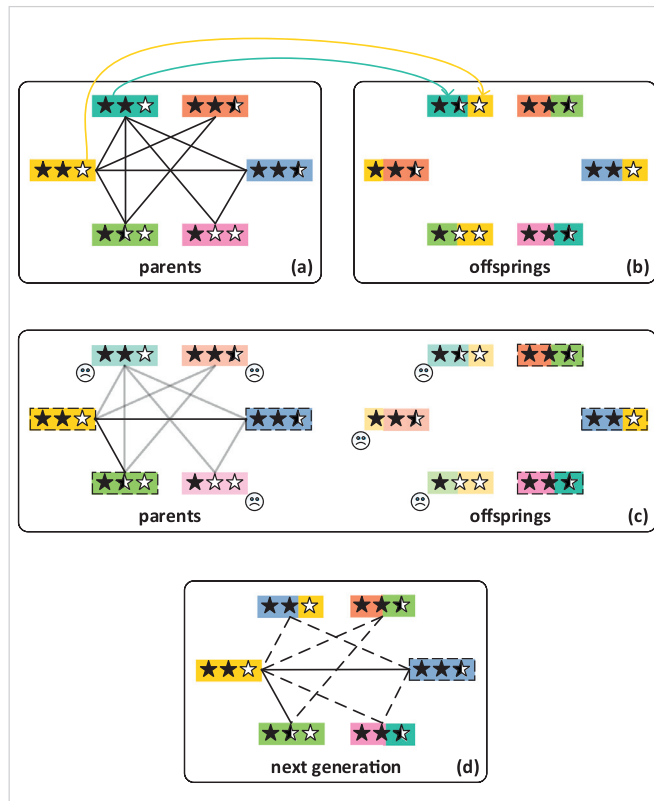 parents (a)
offsprings (b)
parents
offsprings (c)
next generation (d)